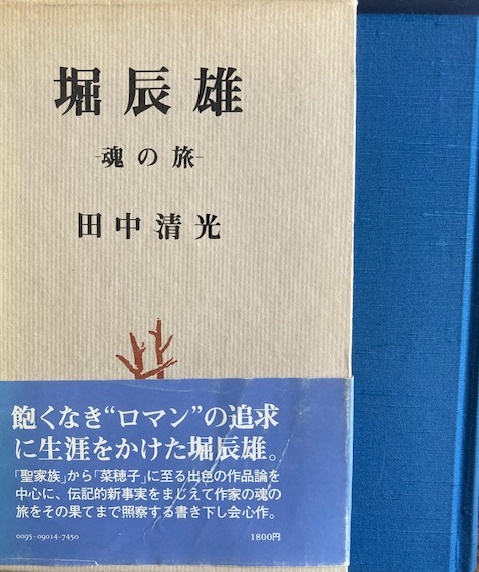 堀辰雄
-魂の旅-
田中清光
飽くなき“ロマン”の追求
に生涯をかけた堀辰雄。
「聖家族」から「菜穂子」に至る出色の作品論を
中心に、伝記的新事実をまじえて作家の魂の
旅をその果てまで照察する書き下し会心作。
0095-09014-7450
1800円